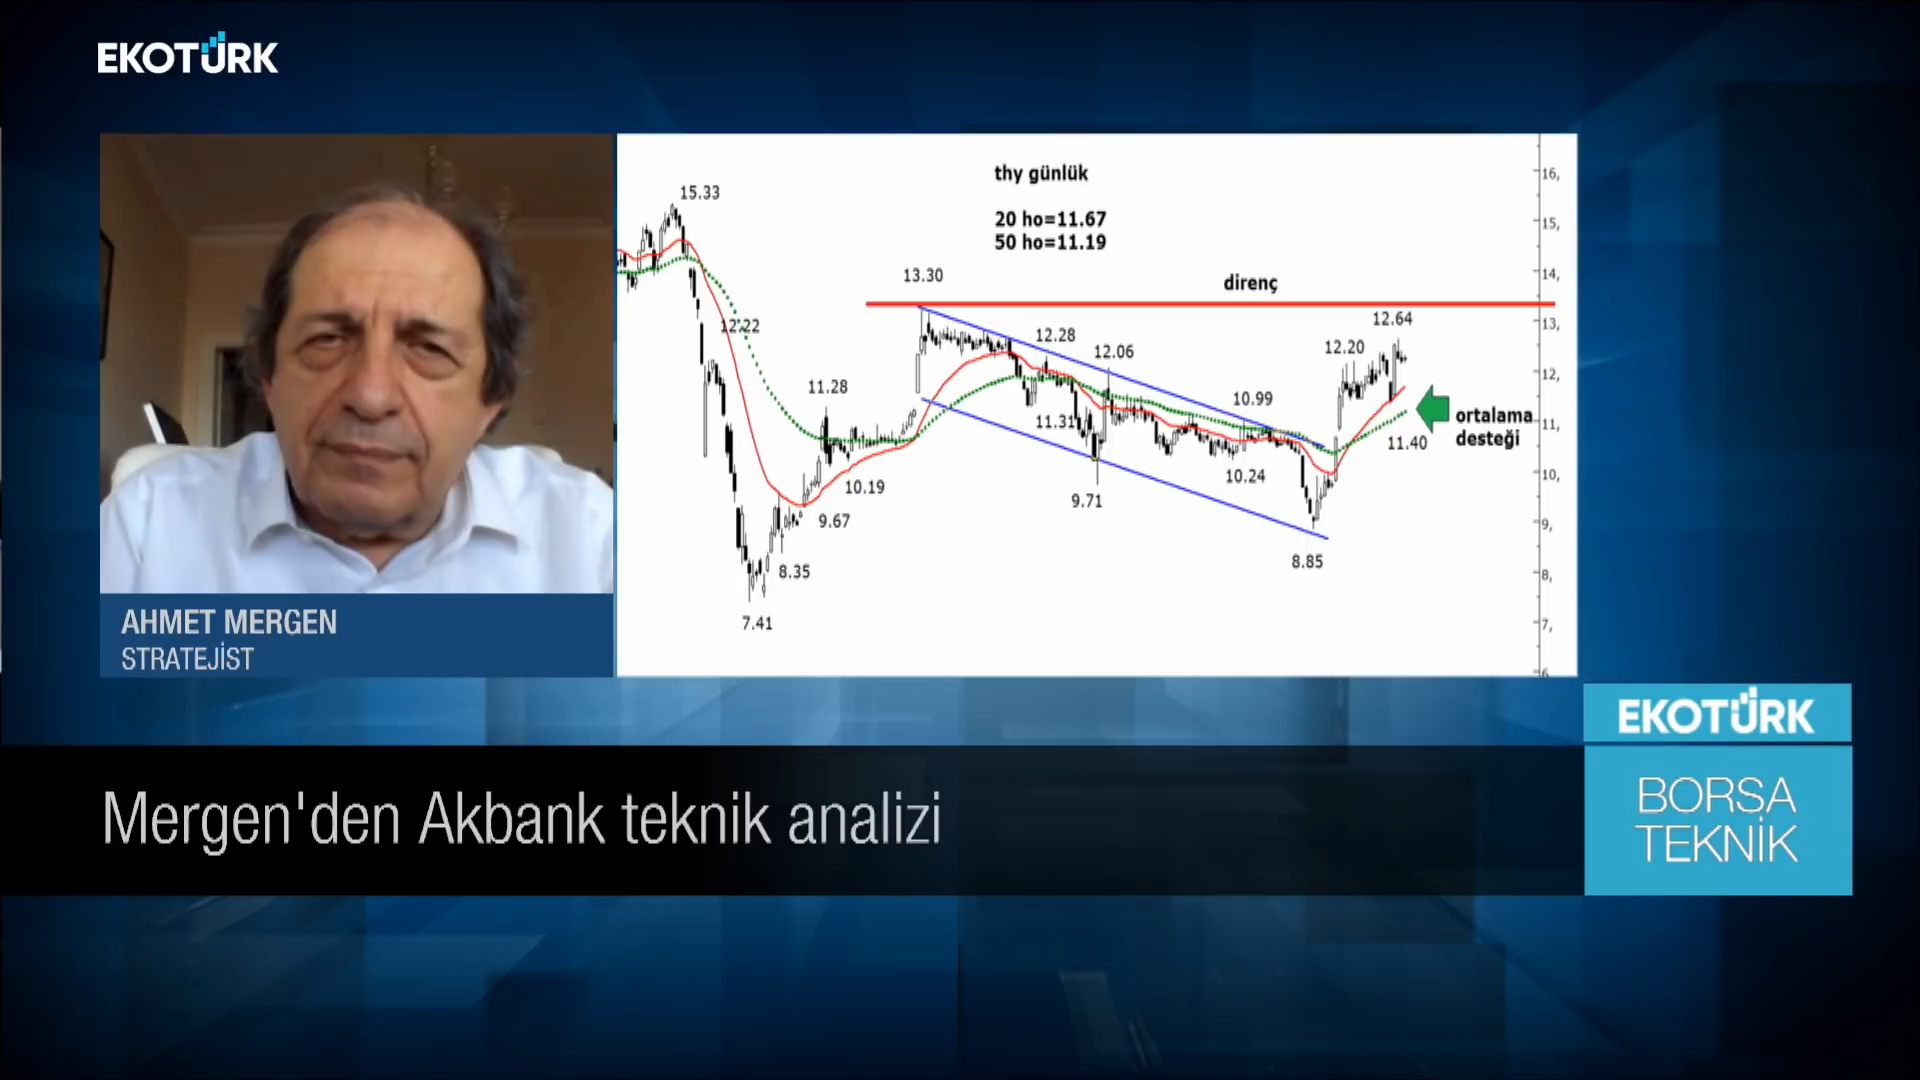 EKOTÜRK
thy günlük
20 ho=11.67
50 ho=11.19
15.33
13.30
direnç
12.22
12.28
12.06
12.64
12.20
11.28
10.99
11.31
ortalama
desteği
11.40
10.19
10.24
9.71
9.67
8.35
8.85
7.41
16,
15,
14,
13,
12,
11,
10,
9,
8,
7,
6
AHMET MERGEN
STRATEJİST
EKOTÜRK
Mergen'den Akbank teknik analizi
BORSA
TEKNİK